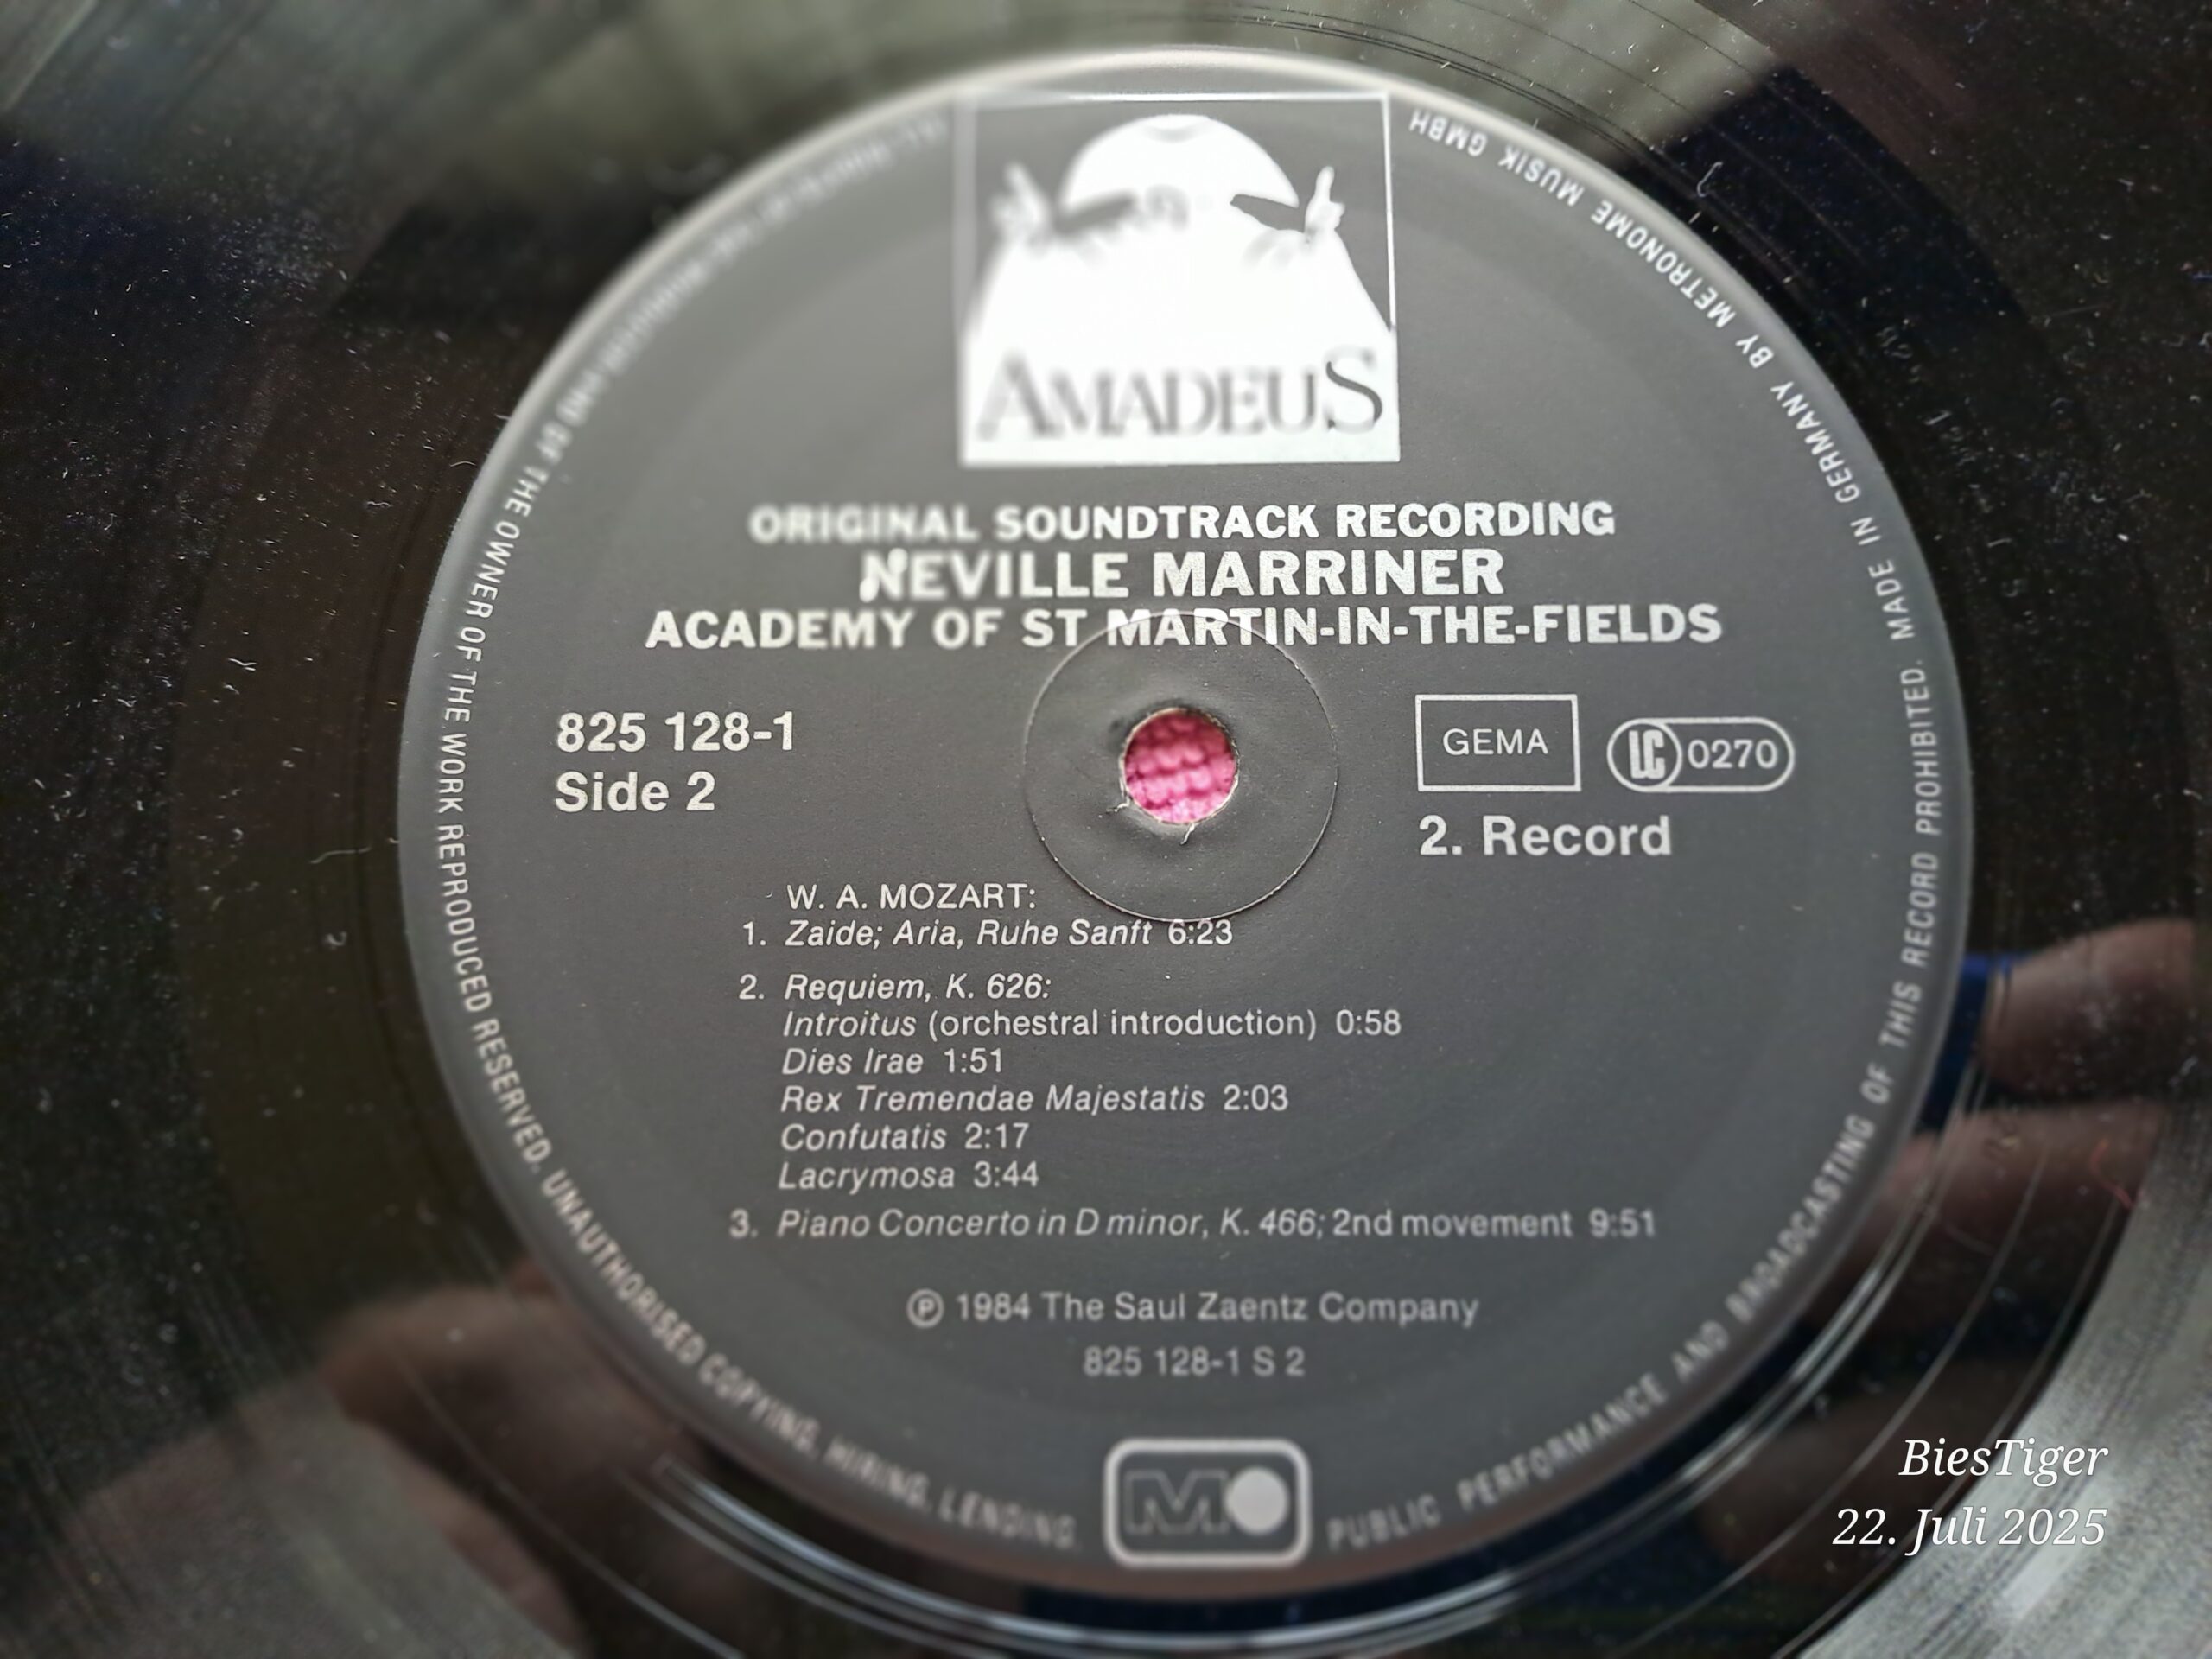 AMADEUS
ORIGINAL SOUNDTRACK RECORDING
NEVILLE MARRINER
ACADEMY OF ST MARTIN-IN-THE-FIELDS
825 128-1
Side 2
GEMA
LC 0270
2. Record
W. A. MOZART:
1. Zaide; Aria, Ruhe Sanft 6:23
2. Requiem, K. 626:
Introitus (orchestral introduction) 0:58
Dies Irae 1:51
Rex Tremendae Majestatis 2:03
Confutatis 2:17
Lacrymosa 3:44
3. Piano Concerto in D minor, K. 466; 2nd movement 9:51
℗ 1984 The Saul Zaentz Company
825 128-1 S 2
OF THE OWNER OF THE WORK REPRODUCED RESERVED. UNAUTHORISED COPYING, HIRING, LENDING, PUBLIC PERFORMANCE AND BROADCASTING OF THIS RECORD PROHIBITED. MADE IN GERMANY BY METRONOME MUSIK GMBH
BiesTiger
22. Juli 2025